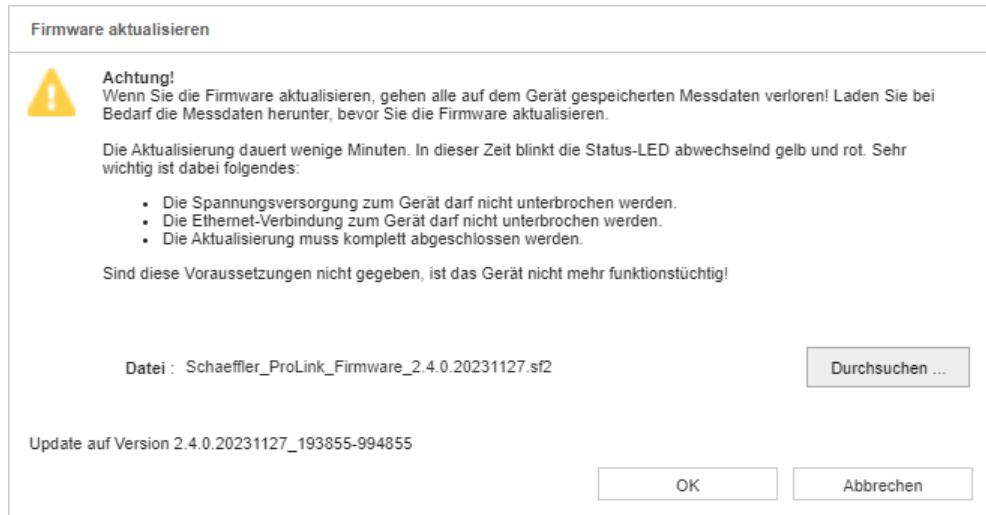 Firmware aktualisieren
Achtung!
Wenn Sie die Firmware aktualisieren, gehen alle auf dem Gerät gespeicherten Messdaten verloren! Laden Sie bei
Bedarf die Messdaten herunter, bevor Sie die Firmware aktualisieren.
Die Aktualisierung dauert wenige Minuten. In dieser Zeit blinkt die Status-LED abwechselnd gelb und rot. Sehr
wichtig ist dabei folgendes:
• Die Spannungsversorgung zum Gerät darf nicht unterbrochen werden.
• Die Ethernet-Verbindung zum Gerät darf nicht unterbrochen werden.
• Die Aktualisierung muss komplett abgeschlossen werden.
Sind diese Voraussetzungen nicht gegeben, ist das Gerät nicht mehr funktionstüchtig!
Datei : Schaeffler_ProLink_Firmware_2.4.0.20231127.sf2 Durchsuchen ...
Update auf Version 2.4.0.20231127_193855-994855
OK Abbrechen